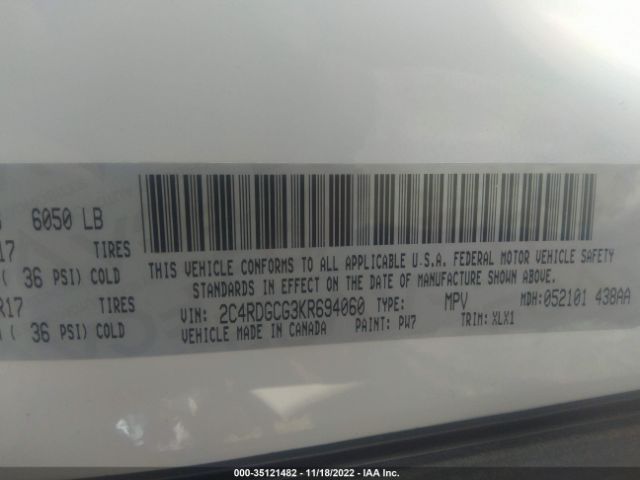 6050 LB
17 TIRES
( 36 PSI) COLD
R17 TIRES
( 36 PSI) COLD
THIS VEHICLE CONFORMS TO ALL APPLICABLE U.S.A. FEDERAL MOTOR VEHICLE SAFETY
STANDARDS IN EFFECT ON THE DATE OF MANUFACTURE SHOWN ABOVE.
VIN: 2C4RDGCG3KR694060 TYPE: MPV MDH: 052101 438AA
VEHICLE MADE IN CANADA PAINT: PW7 TRIM: XLX1
000-35121482 - 11/18/2022 - IAA Inc.